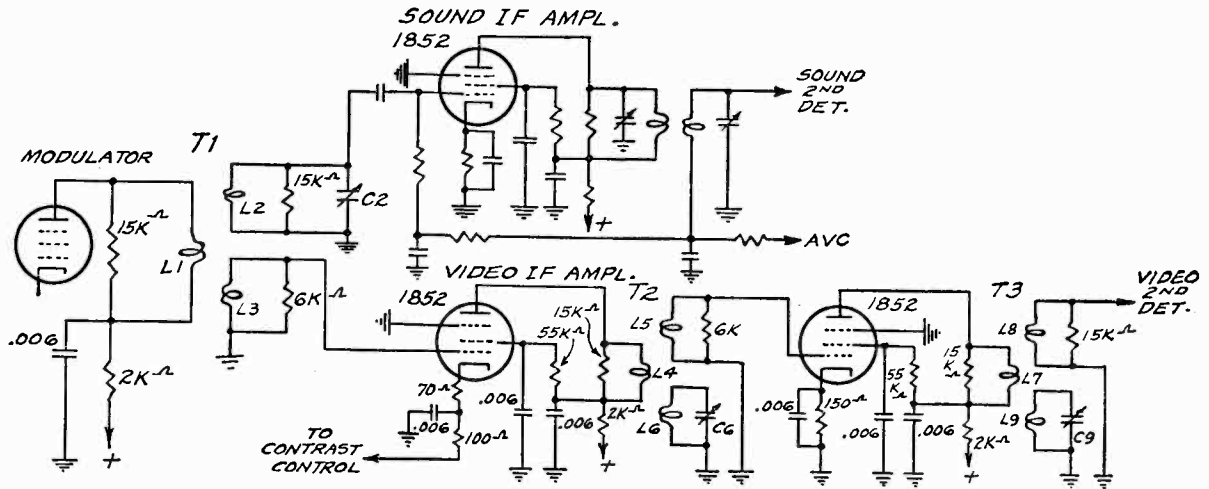 SOUND IF AMPL.
1852
SOUND
2ND
DET.
T1
MODULATOR
15K Ω
L1
L2
15K Ω
C2
+
AVC
L3
6K Ω
VIDEO IF AMPL.
1852
T2
15K Ω
55K Ω
L4
L5
6K
1852
T3
VIDEO
2ND
DET.
L8
15K Ω
.006
2K Ω
+
70 Ω
.006
100 Ω
TO
CONTRAST
CONTROL
.006
.006
2K Ω
+
L6
C6
.006
150 Ω
.006
55
K
Ω
.006
15
K
Ω
L7
2K Ω
+
L9
C9